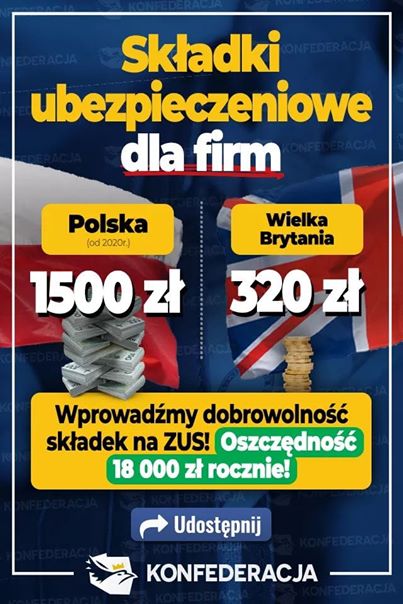 Składki
ubezpieczeniowe
dla firm
Polska
(od 2020r.)
Wielka
Brytania
1500 zł
320 zł
Wprowadźmy dobrowolność
składek na ZUS! Oszczędność
18 000 zł rocznie!
Udostępnij
KONFEDERACJA